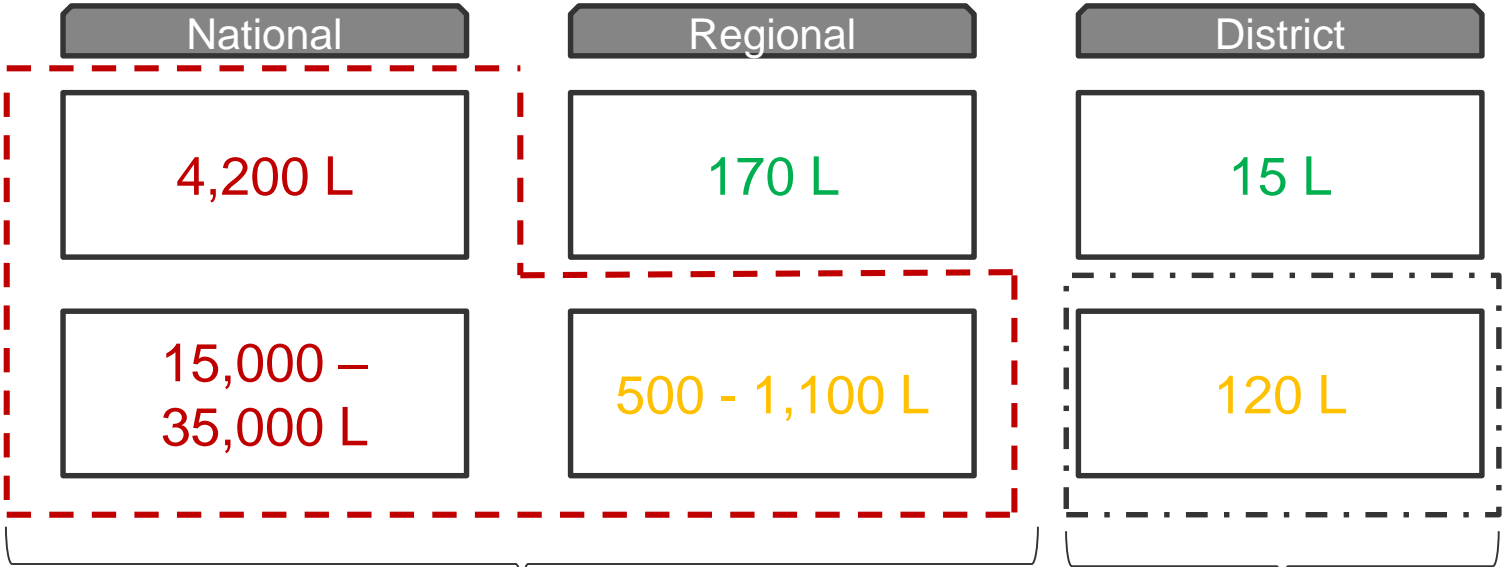 National
Regional
District
4,200 L
170 L
15 L
15,000 –
35,000 L
500 - 1,100 L
120 L